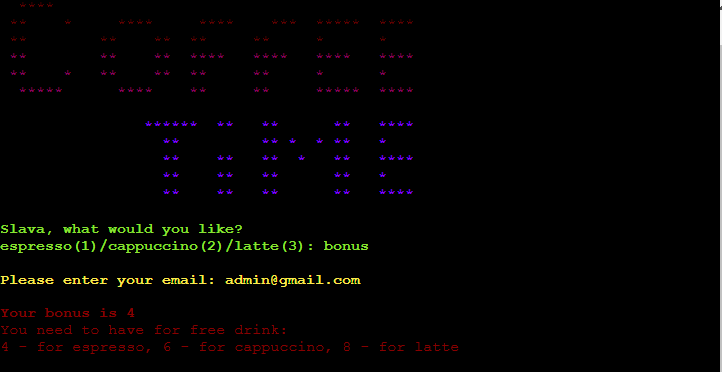 COFFEE
TIME
Slava, what would you like?
espresso(1)/cappuccino(2)/latte(3): bonus
Please enter your email: admin@gmail.com
Your bonus is 4
You need to have for free drink:
4 - for espresso, 6 - for cappuccino, 8 - for latte